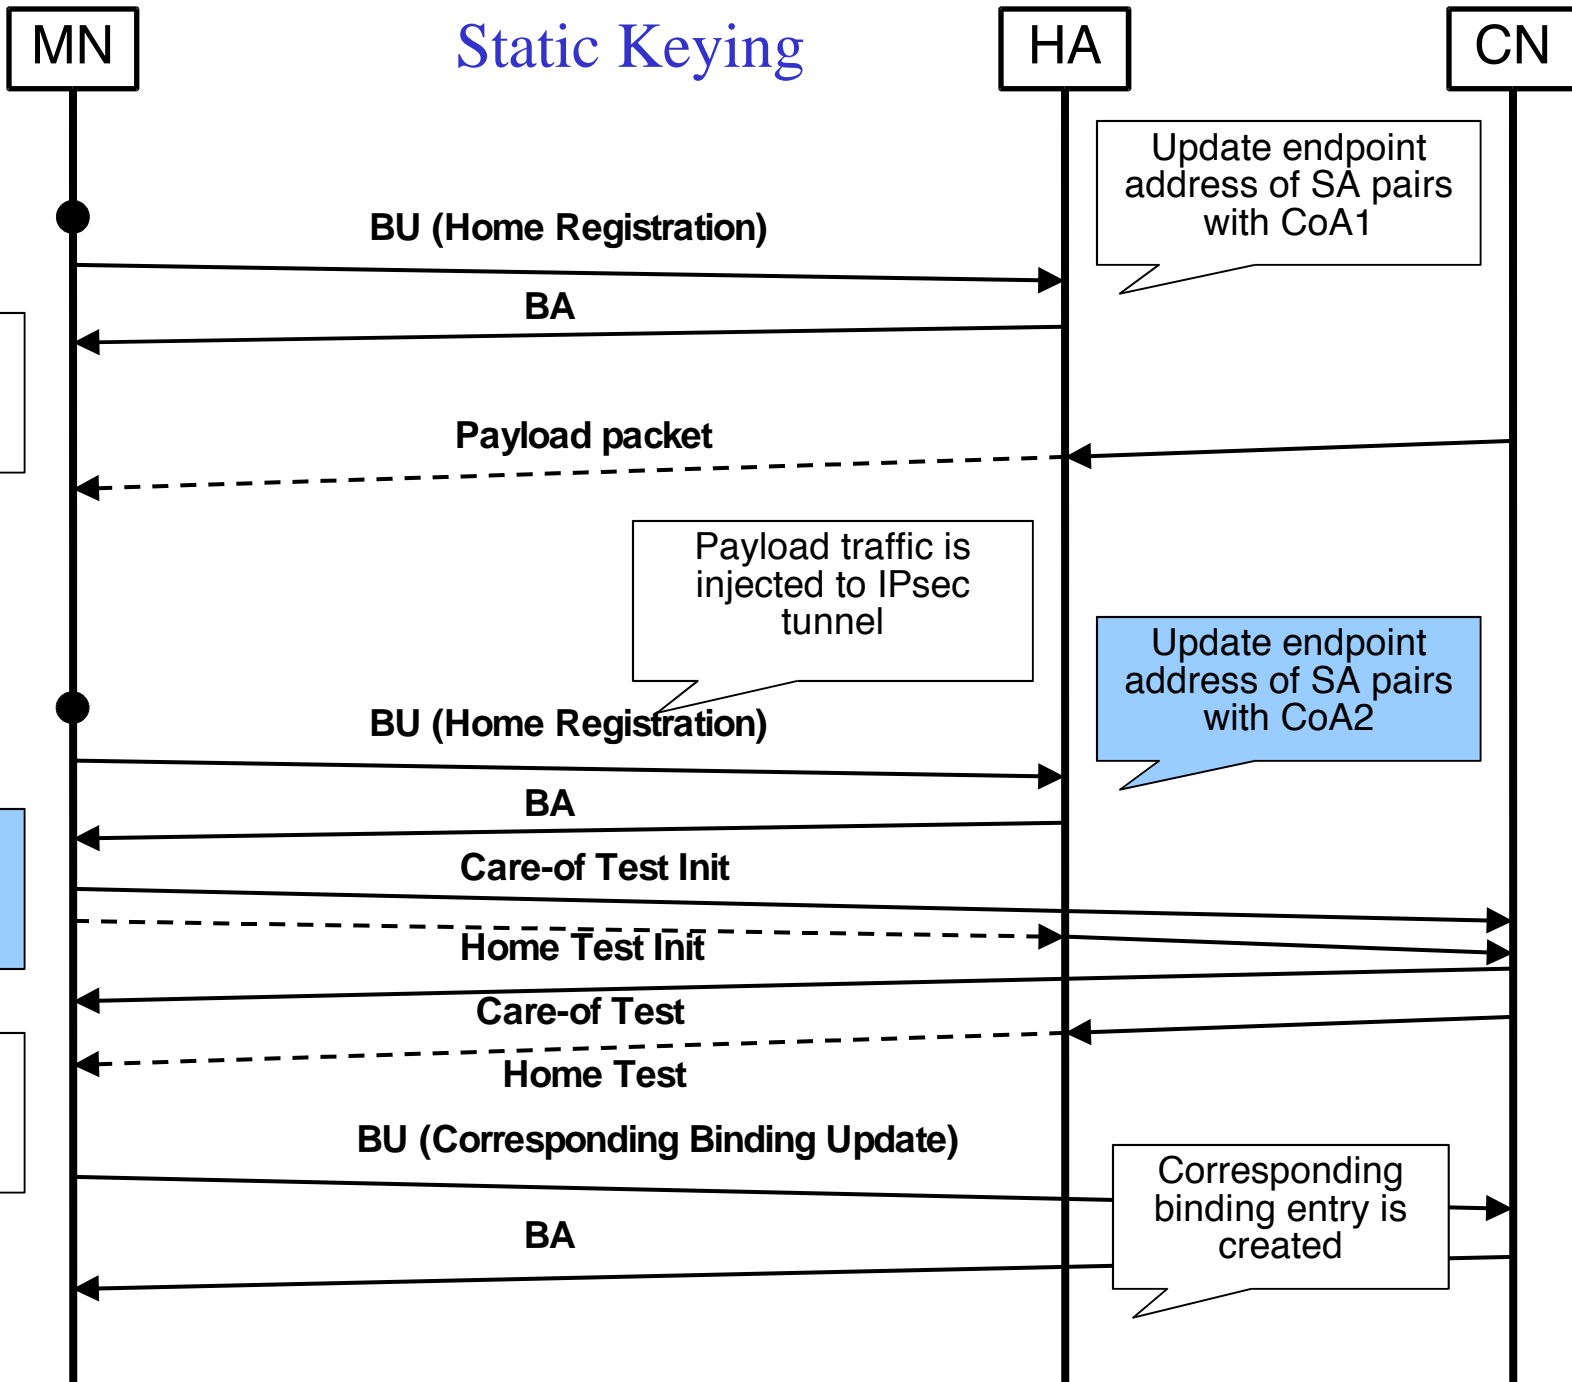 MN
Static Keying
HA
CN
Update endpoint
address of SA pairs
with CoA1
BU (Home Registration)
BA
Payload packet
Payload traffic is
injected to IPsec
tunnel
Update endpoint
address of SA pairs
with CoA2
BU (Home Registration)
BA
Care-of Test Init
Home Test Init
Care-of Test
Home Test
BU (Corresponding Binding Update)
Corresponding
binding entry is
created
BA